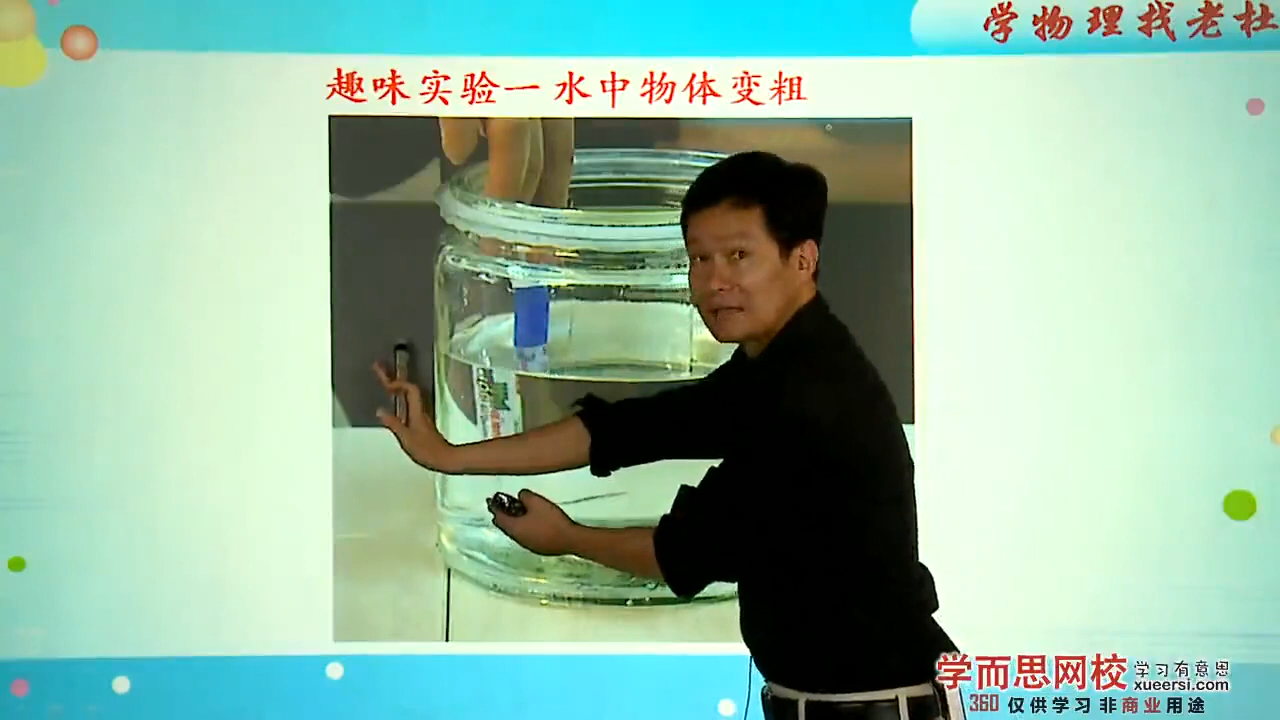 学物理找老杜
趣味实验一水中物体变粗
学而思网校
学习有意思
xueersi.com
360 仅供学习 非商业用途